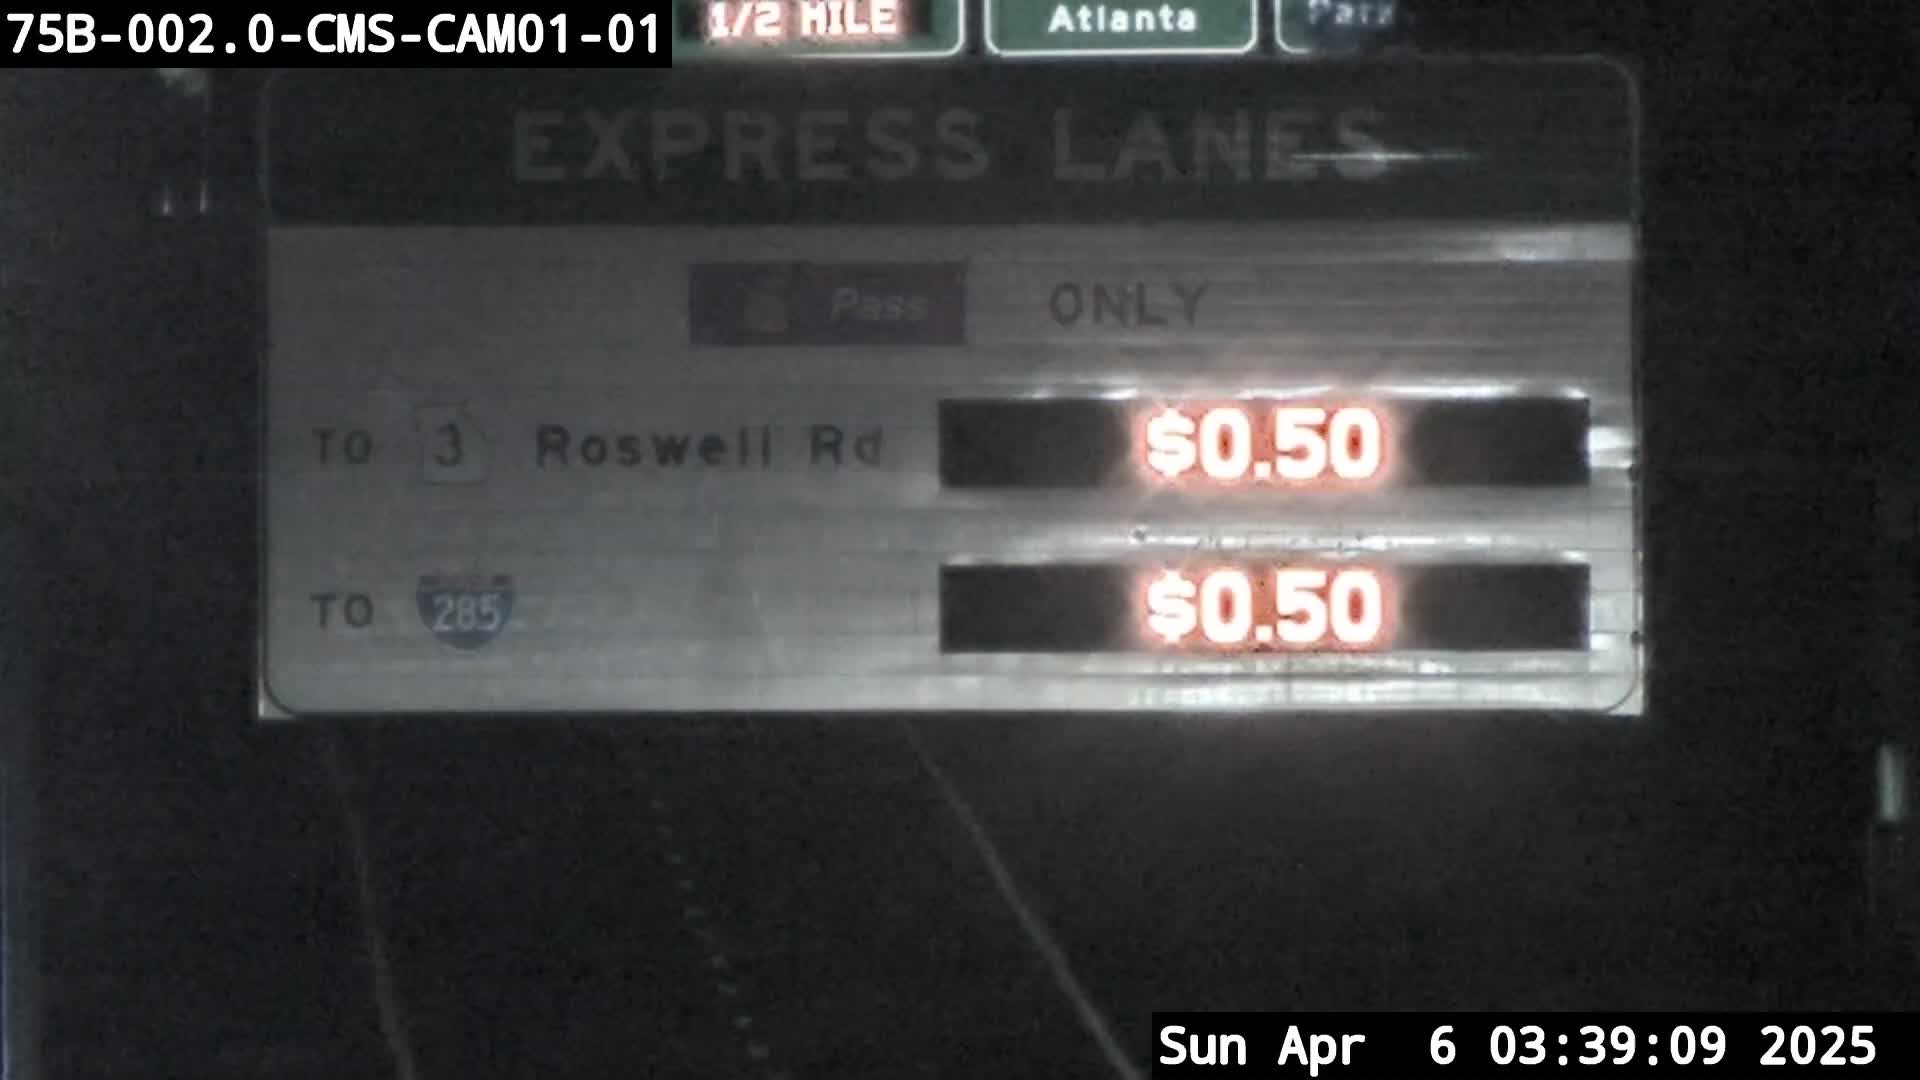 75B-002.0-CMS-CAM01-01
1/2 MILE
Atlanta
EXPRESS LANES
Pass ONLY
TO 3 Roswell Rd $0.50
TO 285 $0.50
Sun Apr 6 03:39:09 2025